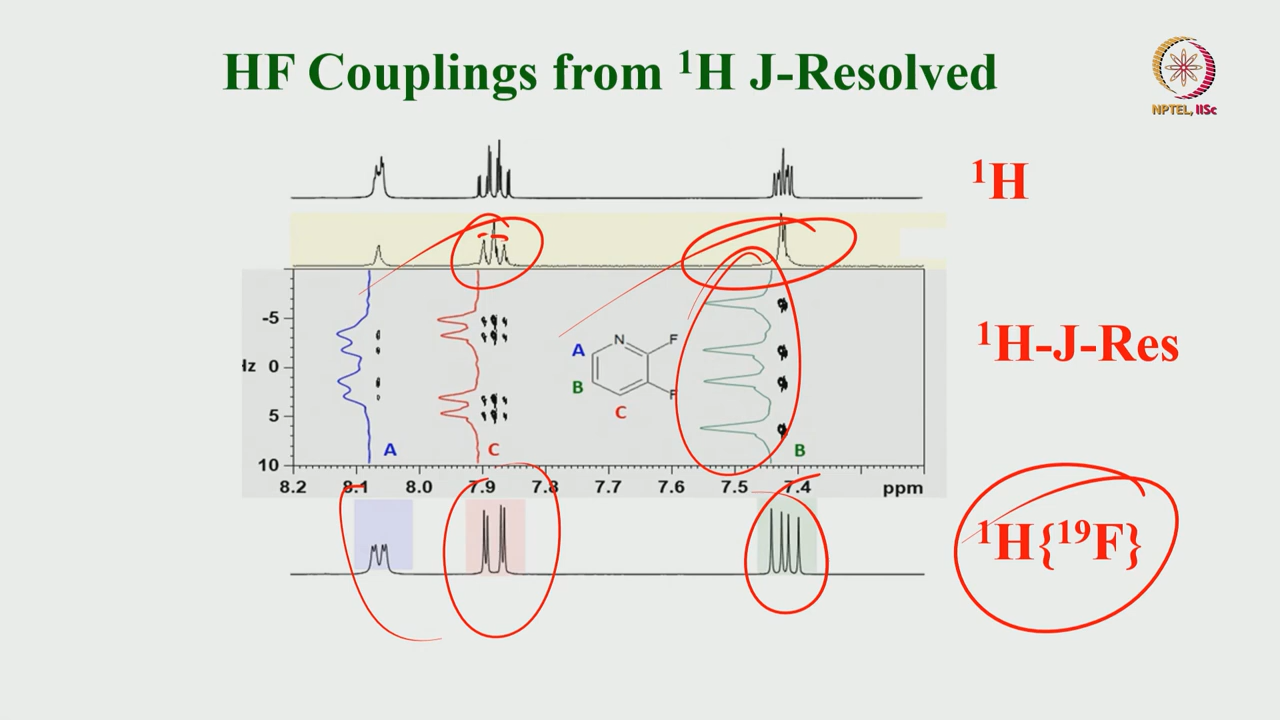 HF Couplings from ¹H J-Resolved
NPTEL, IISc
¹H
¹H-J-Res
-5
Hz 0
5
10
A
C
B
N
F
F
A
B
C
8.2 8.1 8.0 7.9 7.8 7.7 7.6 7.5 7.4 ppm
¹H{¹⁹F}